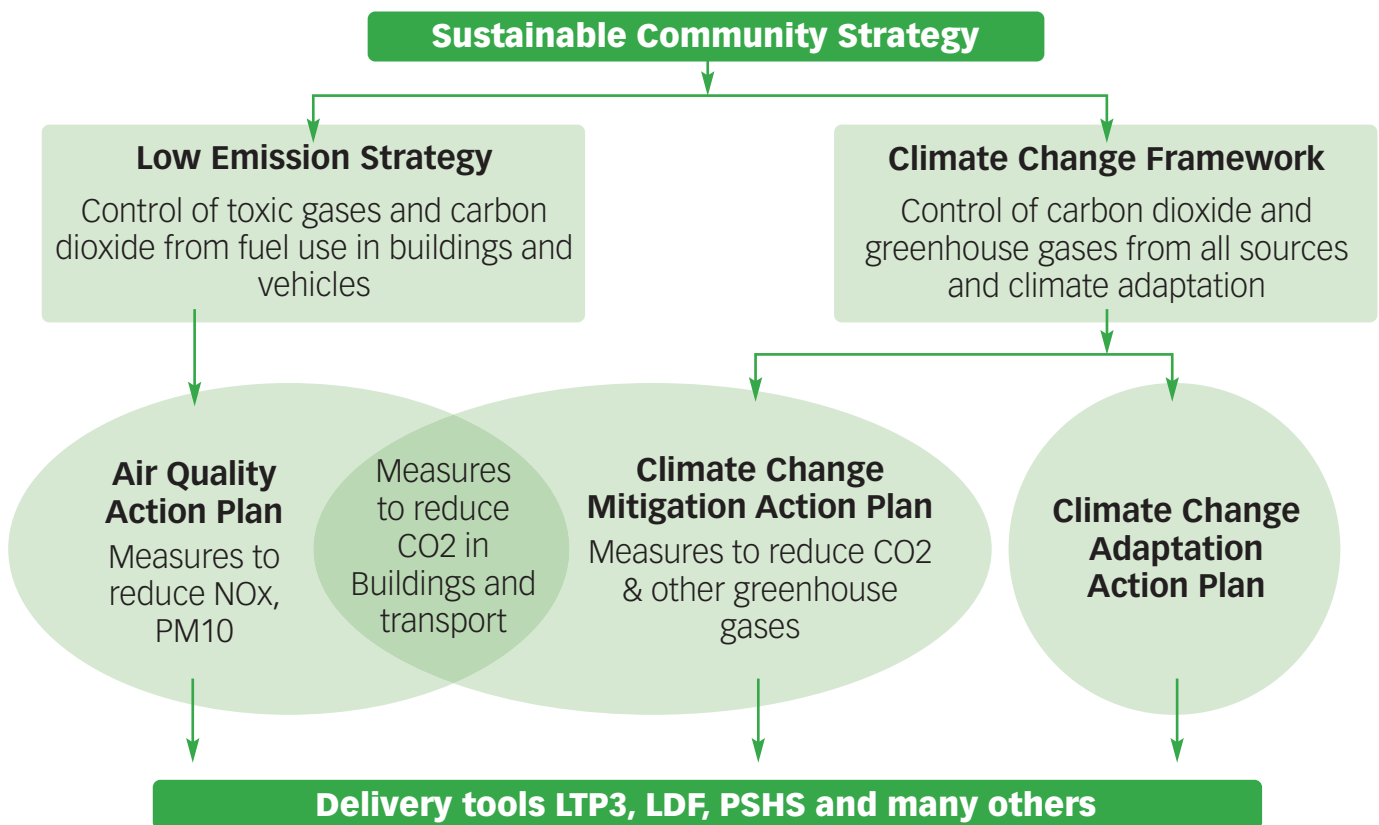 Sustainable Community Strategy
Low Emission Strategy
Control of toxic gases and carbon
dioxide from fuel use in buildings and
vehicles
Climate Change Framework
Control of carbon dioxide and
greenhouse gases from all sources
and climate adaptation
Air Quality
Action Plan
Measures to
reduce NOx,
PM10
Measures
to reduce
CO2 in
Buildings and
transport
Climate Change
Mitigation Action Plan
Measures to reduce CO2
& other greenhouse
gases
Climate Change
Adaptation
Action Plan
Delivery tools LTP3, LDF, PSHS and many others